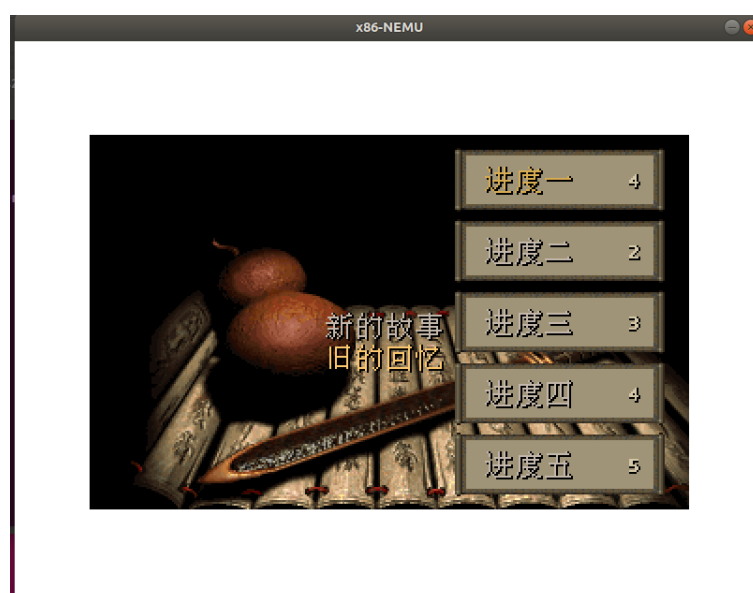 x86-NEMU
进度一 4
进度二 2
新的故事
旧的回忆
进度三 3
进度四 4
进度五 5